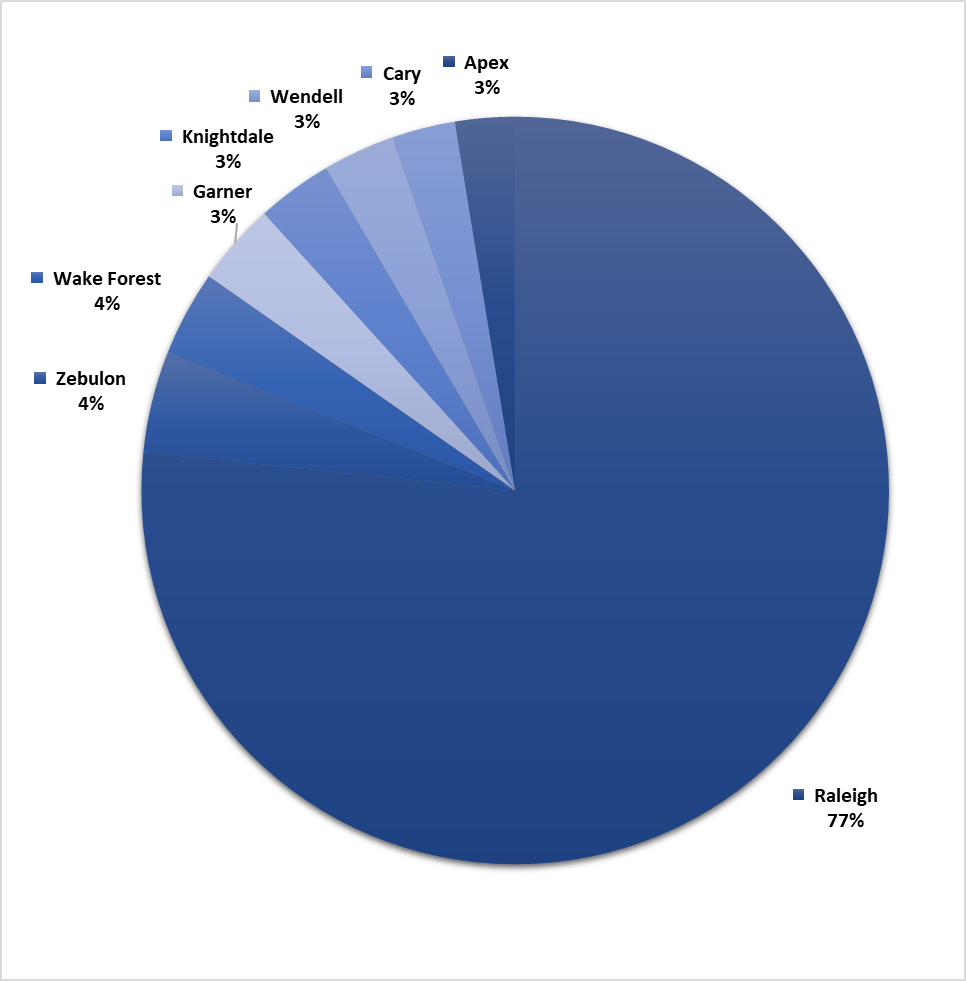 Apex
3%
Cary
3%
Wendell
3%
Knightdale
3%
Garner
3%
Wake Forest
4%
Zebulon
4%
Raleigh
77%